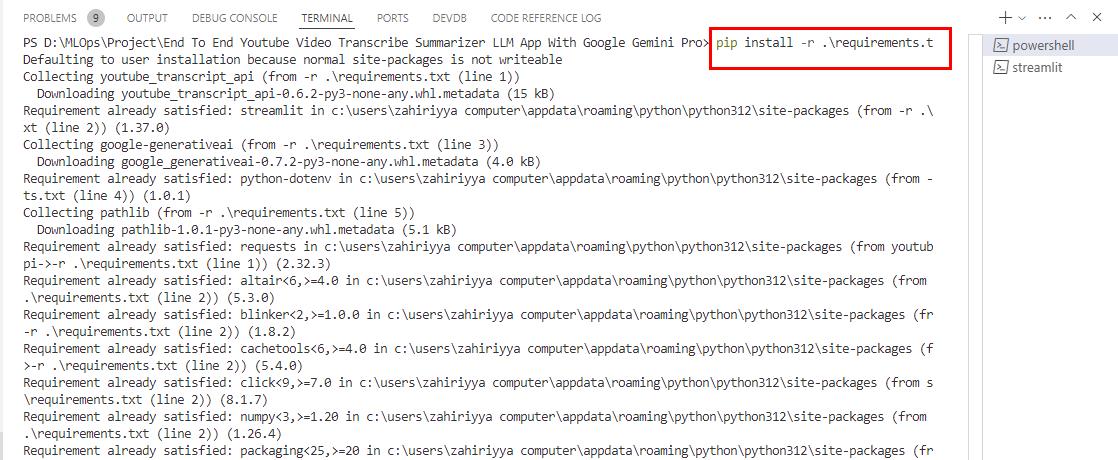 PROBLEMS 9 OUTPUT DEBUG CONSOLE TERMINAL PORTS DEVDB CODE REFERENCE LOG
PS D:\MLOps\Project\End To End Youtube Video Transcribe Summarizer LLM App With Google Gemini Pro> pip install -r .\requirements.t
Defaulting to user installation because normal site-packages is not writeable
Collecting youtube_transcript_api (from -r .\requirements.txt (line 1))
Downloading youtube_transcript_api-0.6.2-py3-none-any.whl.metadata (15 kB)
Requirement already satisfied: streamlit in c:\users\zahiriyya computer\appdata\roaming\python\python312\site-packages (from -r .\
xt (line 2)) (1.37.0)
Collecting google-generativeai (from -r .\requirements.txt (line 3))
Downloading google_generativeai-0.7.2-py3-none-any.whl.metadata (4.0 kB)
Requirement already satisfied: python-dotenv in c:\users\zahiriyya computer\appdata\roaming\python\python312\site-packages (from -
ts.txt (line 4)) (1.0.1)
Collecting pathlib (from -r .\requirements.txt (line 5))
Downloading pathlib-1.0.1-py3-none-any.whl.metadata (5.1 kB)
Requirement already satisfied: requests in c:\users\zahiriyya computer\appdata\roaming\python\python312\site-packages (from youtub
pi->-r .\requirements.txt (line 1)) (2.32.3)
Requirement already satisfied: altair<6,>=4.0 in c:\users\zahiriyya computer\appdata\roaming\python\python312\site-packages (from
.\requirements.txt (line 2)) (5.3.0)
Requirement already satisfied: blinker<2,>=1.0.0 in c:\users\zahiriyya computer\appdata\roaming\python\python312\site-packages (fr
-r .\requirements.txt (line 2)) (1.8.2)
Requirement already satisfied: cachetools<6,>=4.0 in c:\users\zahiriyya computer\appdata\roaming\python\python312\site-packages (f
>-r .\requirements.txt (line 2)) (5.4.0)
Requirement already satisfied: click<9,>=7.0 in c:\users\zahiriyya computer\appdata\roaming\python\python312\site-packages (from s
\requirements.txt (line 2)) (8.1.7)
Requirement already satisfied: numpy<3,>=1.20 in c:\users\zahiriyya computer\appdata\roaming\python\python312\site-packages (from
.\requirements.txt (line 2)) (1.26.4)
Requirement already satisfied: packaging<25,>=20 in c:\users\zahiriyya computer\appdata\roaming\python\python312\site-packages (fr
powershell
streamlit